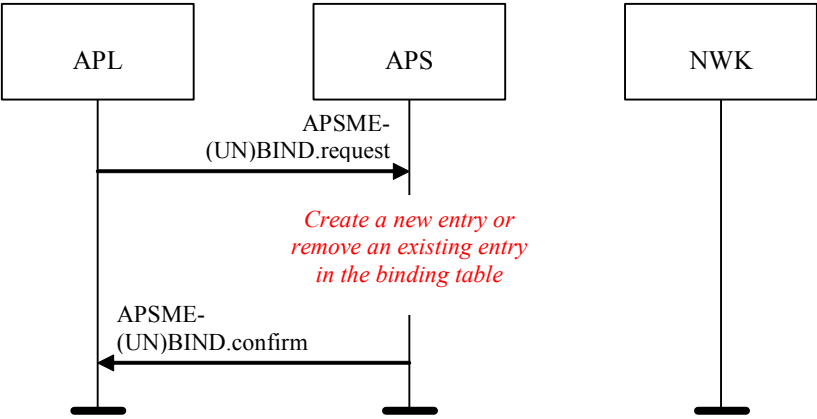 APL
APS
NWK
APSME-
(UN)BIND.request
Create a new entry or
remove an existing entry
in the binding table
APSME-
(UN)BIND.confirm